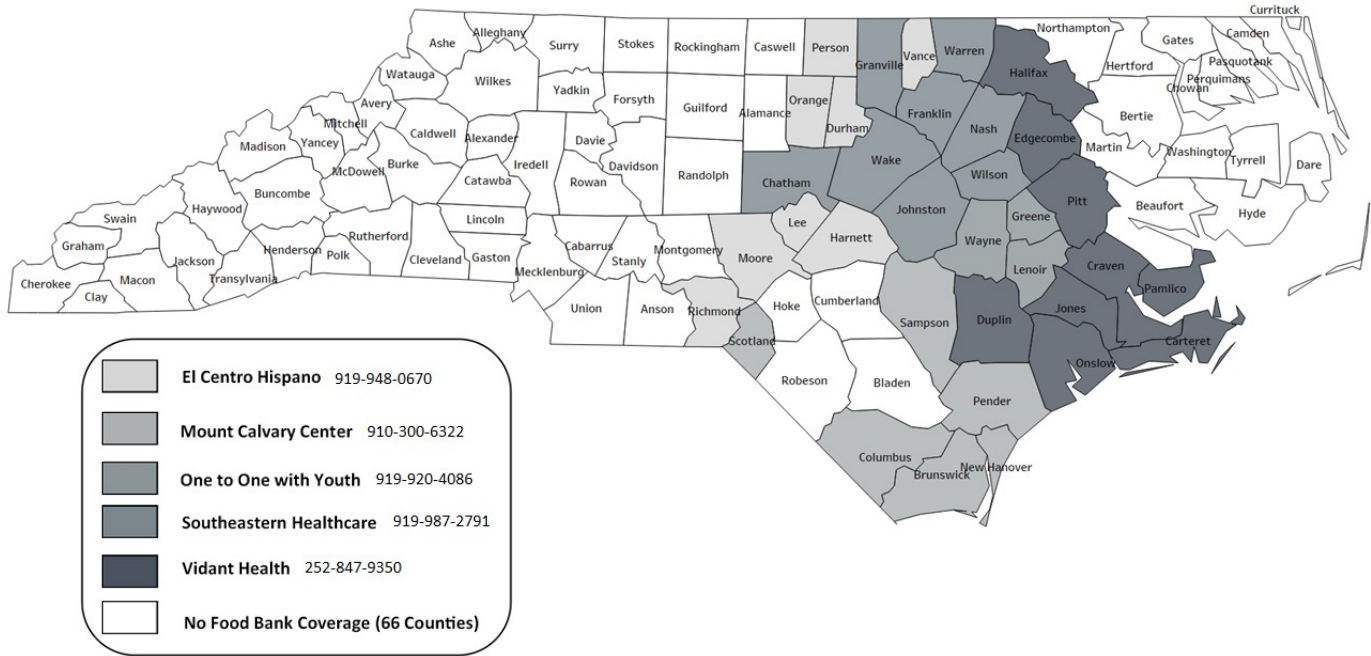 Currituck
Alleghany
Ashe
Surry
Stokes
Rockingham
Caswell
Person
Granville
Vance
Warren
Northampton
Gates
Camden
Pasquotank
Perquimans
Chowan
Hertford
Halifax
Watauga
Wilkes
Yadkin
Forsyth
Guilford
Alamance
Orange
Durham
Franklin
Nash
Edgecombe
Bertie
Martin
Washington
Tyrrell
Dare
Avery
Mitchell
Yancey
Madison
Caldwell
Alexander
Iredell
Davie
Davidson
Randolph
Chatham
Wake
Wilson
Pitt
Beaufort
Hyde
McDowell
Burke
Catawba
Rowan
Buncombe
Haywood
Swain
Graham
Cherokee
Clay
Macon
Jackson
Transylvania
Henderson
Polk
Rutherford
Cleveland
Lincoln
Gaston
Mecklenburg
Cabarrus
Stanly
Montgomery
Moore
Lee
Harnett
Johnston
Wayne
Greene
Lenoir
Craven
Pamlico
Jones
Carteret
Onslow
Duplin
Sampson
Cumberland
Hoke
Richmond
Scotland
Anson
Union
Robeson
Bladen
Pender
Columbus
Brunswick
New Hanover
El Centro Hispano 919-948-0670
Mount Calvary Center 910-300-6322
One to One with Youth 919-920-4086
Southeastern Healthcare 919-987-2791
Vidant Health 252-847-9350
No Food Bank Coverage (66 Counties)